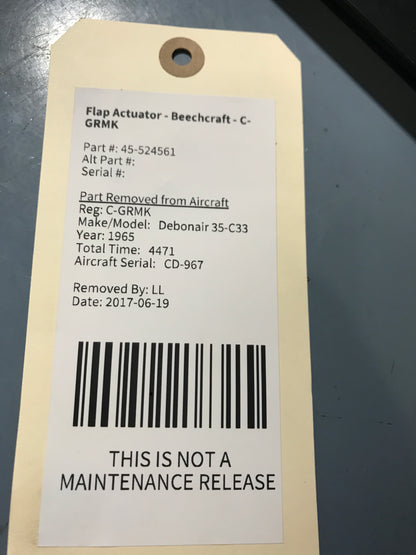 Flap Actuator - Beechcraft - C-
GRMK
Part #: 45-524561
Alt Part #:
Serial #:
Part Removed from Aircraft
Reg: C-GRMK
Make/Model: Debonair 35-C33
Year: 1965
Total Time: 4471
Aircraft Serial: CD-967
Removed By: LL
Date: 2017-06-19
THIS IS NOT A
MAINTENANCE RELEASE